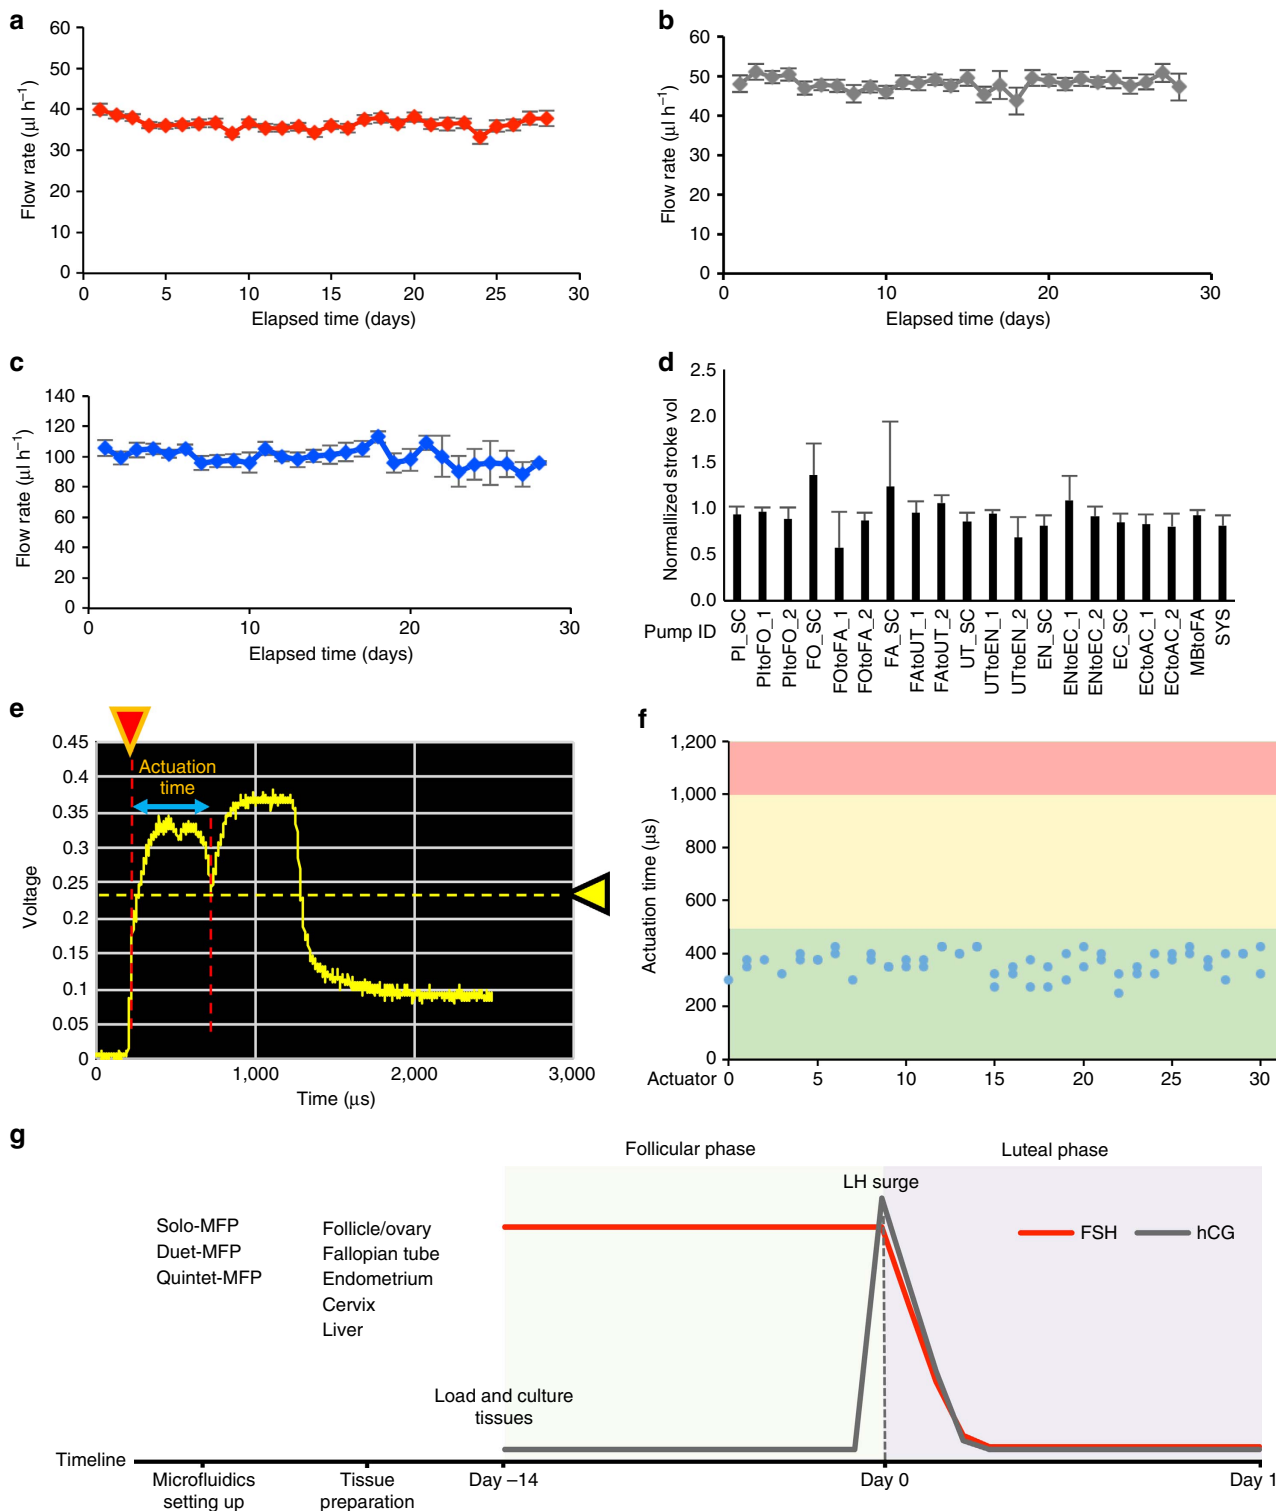 a
60
50
40
30
20
10
0
Flow rate (µl h⁻¹)
0 5 10 15 20 25 30
Elapsed time (days)
b
60
50
40
30
20
10
0
Flow rate (µl h⁻¹)
0 10 20 30
Elapsed time (days)
c
140
120
100
80
60
40
20
0
Flow rate (µl h⁻¹)
0 10 20 30
Elapsed time (days)
d
2.5
2.0
1.5
1.0
0.5
0.0
Normallized stroke vol
Pump ID
PI_SC
PItoFO_1
PItoFO_2
FO_SC
FOtoFA_1
FOtoFA_2
FA_SC
FAtoUT_1
FAtoUT_2
UT_SC
UTtoEN_1
UTtoEN_2
EN_SC
ENtoEC_1
ENtoEC_2
EC_SC
ECtoAC_1
ECtoAC_2
MBtoFA
SYS
e
0.45
0.4
0.35
0.3
0.25
0.2
0.15
0.1
0.05
0
Voltage
Actuation
time
0 1,000 2,000 3,000
Time (µs)
f
1,200
1,000
800
600
400
200
0
Actuation time (µs)
Actuator 0 5 10 15 20 25 30
g
Follicular phase
Luteal phase
LH surge
Solo-MFP
Duet-MFP
Quintet-MFP
Follicle/ovary
Fallopian tube
Endometrium
Cervix
Liver
FSH
hCG
Load and culture
tissues
Timeline
Microfluidics
setting up
Tissue
preparation
Day –14
Day 0
Day 1